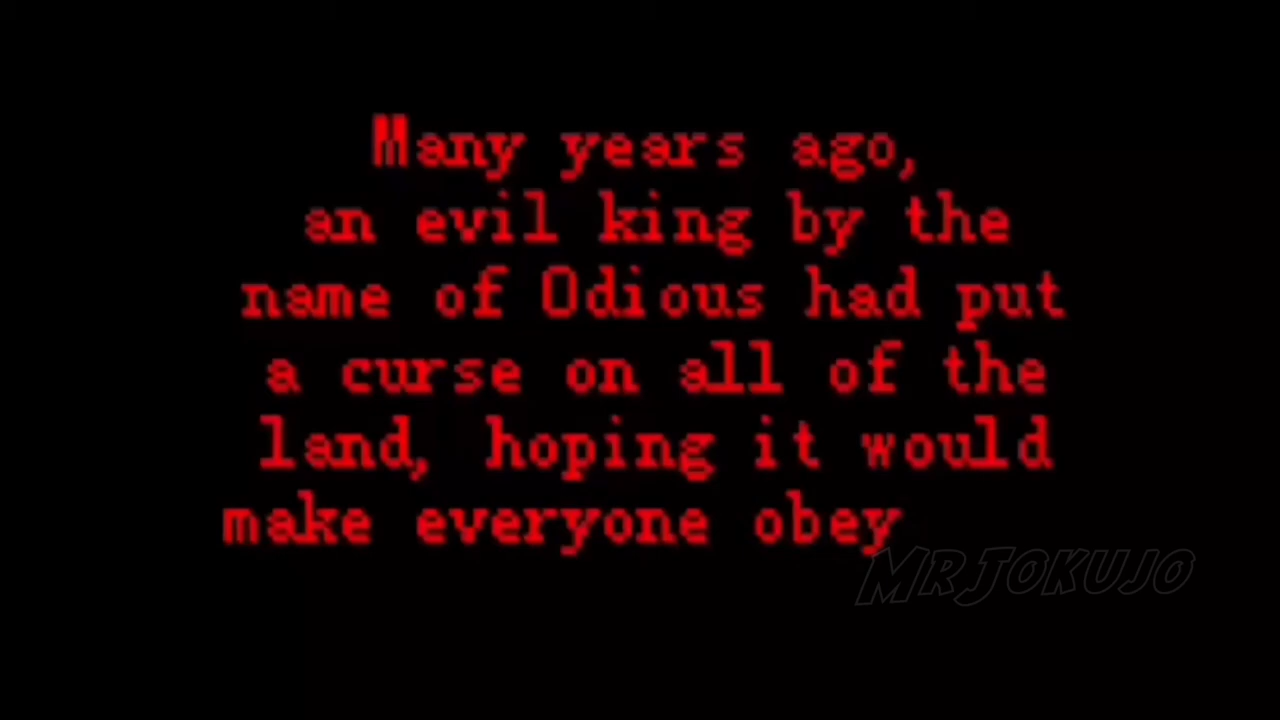 Many years ago,
an evil king by the
name of Odious had put
a curse on all of the
land, hoping it would
make everyone obey
MRJOKUJO